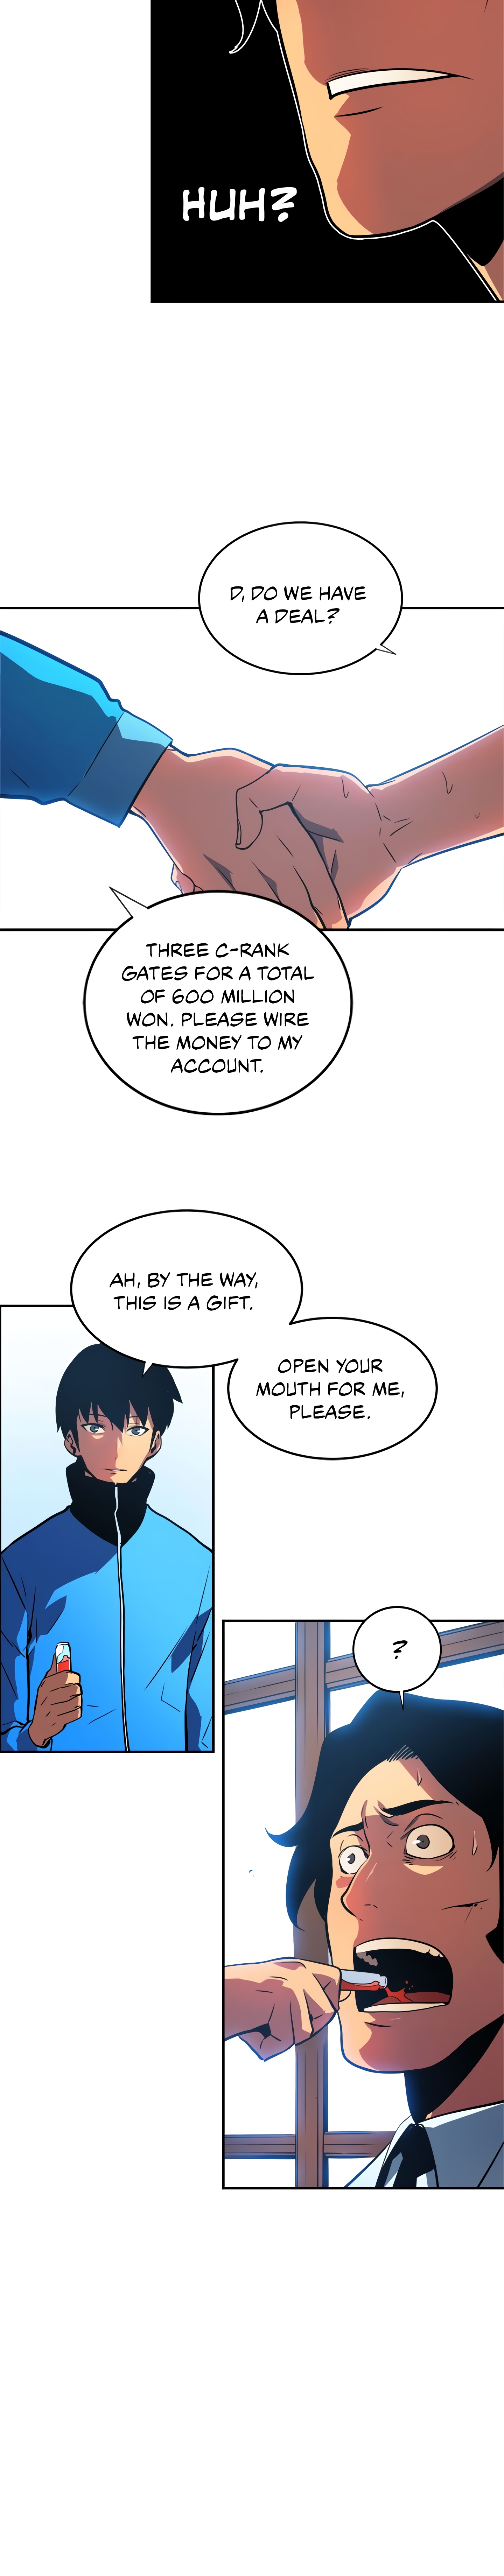 HUH?
D, DO WE HAVE
A DEAL?
THREE C-RANK
GATES FOR A TOTAL
OF 600 MILLION
WON. PLEASE WIRE
THE MONEY TO MY
ACCOUNT.
AH, BY THE WAY,
THIS IS A GIFT.
OPEN YOUR
MOUTH FOR ME,
PLEASE.
?